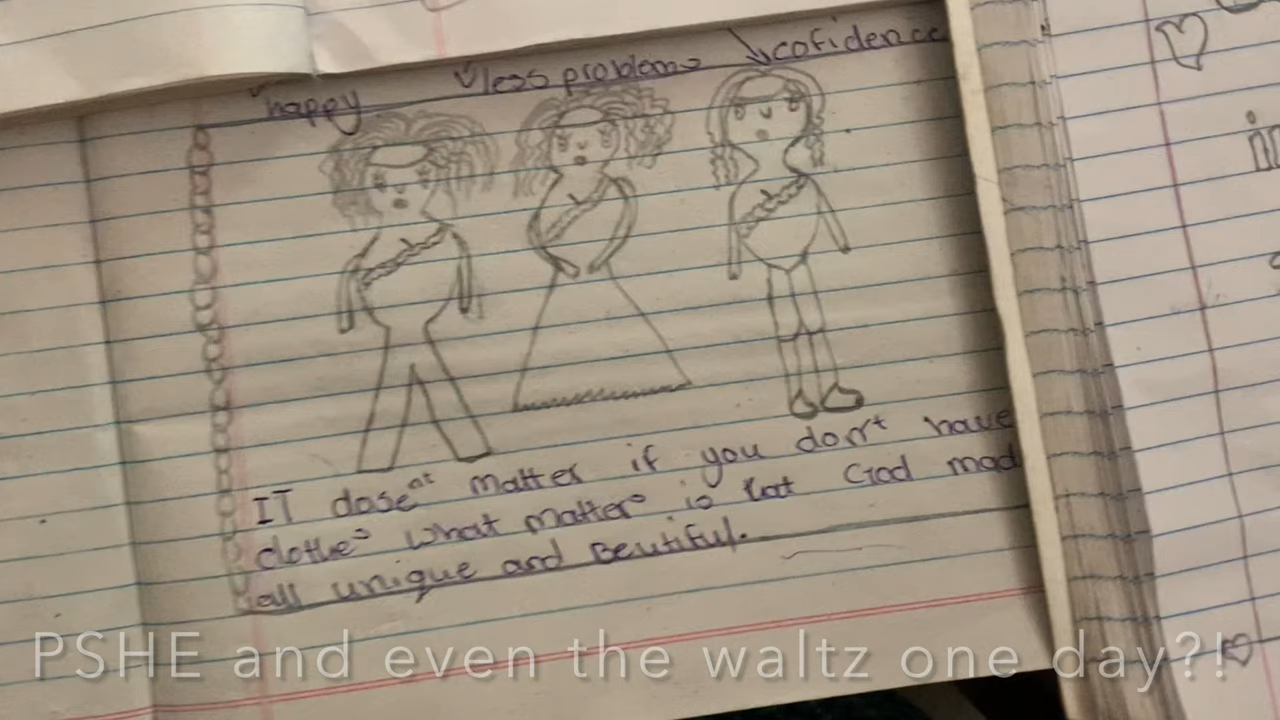 happy
less problems
cofidence
IT dosent matter if you don't have
clothes what matters is that God mad
all unique and Beutiful.
PSHE and even the waltz one day?!